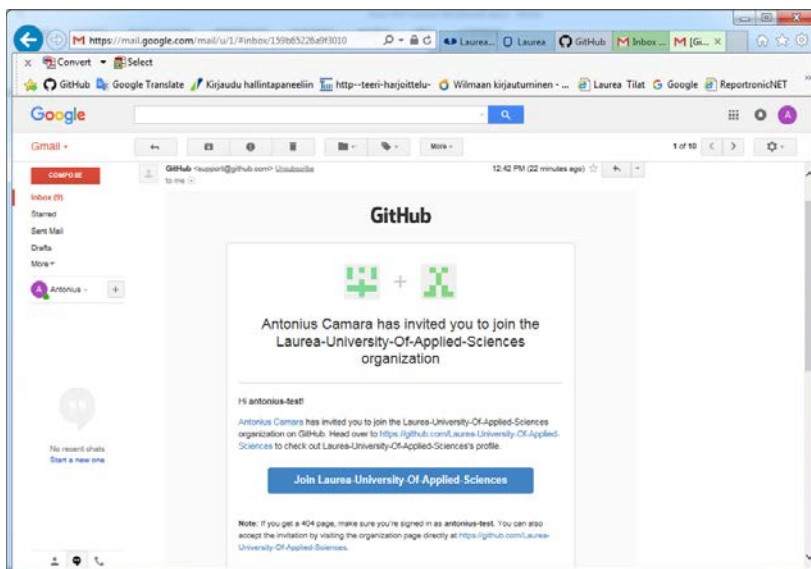 https://mail.google.com/mail/u/1/#inbox/159b65226a9f3010
Laurea...
Laurea
GitHub
Inbox ...
[Gi...
x Convert Select
GitHub Google Translate Kirjaudu hallintapaneeliin http--teeri-harjoittelu- Wilmaan kirjautuminen - ... Laurea Tilat Google ReportronicNET
Google
A
Gmail
More
1 of 10
COMPOSE
GitHub <support@github.com> Unsubscribe
12:42 PM (22 minutes ago)
to me
Inbox (9)
Starred
Sent Mail
Drafts
More
A Antonius
+
GitHub
+
Antonius Camara has invited you to join the
Laurea-University-Of-Applied-Sciences
organization
Hi antonius-test!
Antonius Camara has invited you to join the Laurea-University-Of-Applied-Sciences
organization on GitHub. Head over to https://github.com/Laurea-University-Of-Applied-
Sciences to check out Laurea-University-Of-Applied-Sciences's profile.
No recent chats
Start a new one
Join Laurea-University-Of-Applied-Sciences
Note: If you get a 404 page, make sure you're signed in as antonius-test. You can also
accept the invitation by visiting the organization page directly at https://github.com/Laurea-
University-Of-Applied-Sciences.